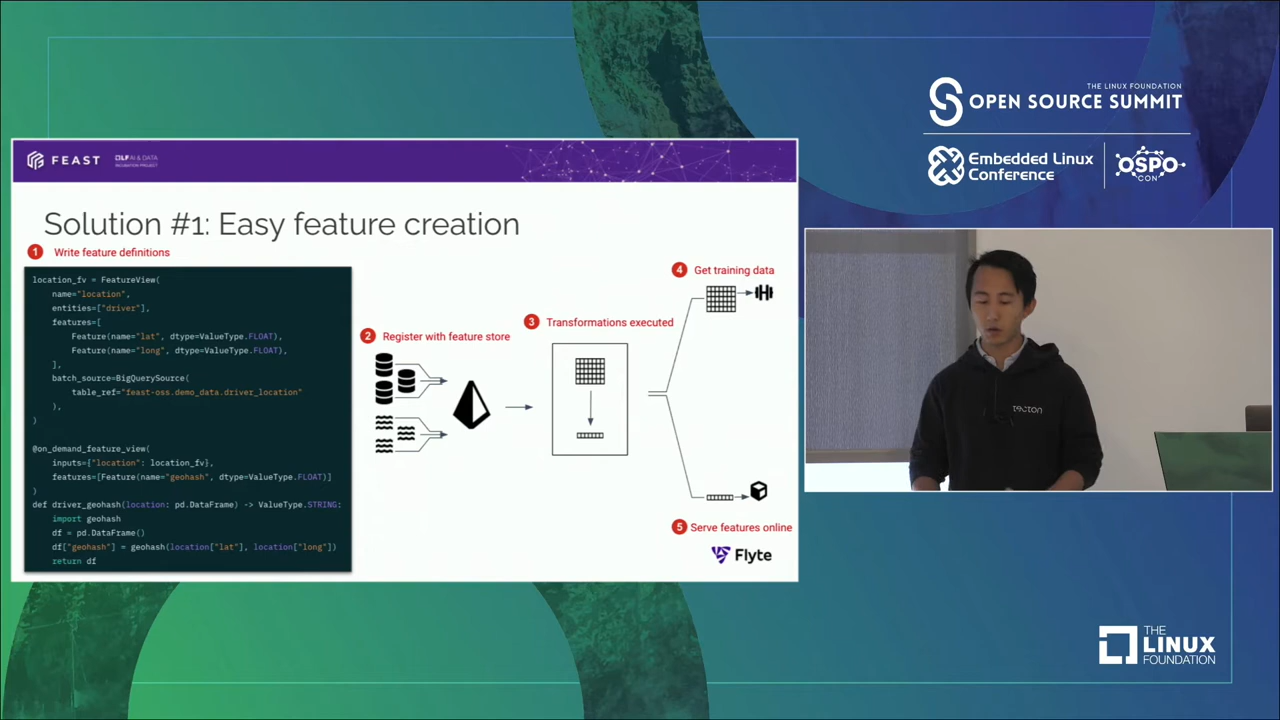 THE LINUX FOUNDATION
OPEN SOURCE SUMMIT
Embedded Linux
Conference
OSPO
CON
FEAST
LF AI & DATA
INCUBATION PROJECT
Solution #1: Easy feature creation
1 Write feature definitions
location_fv = FeatureView(
name="location",
entities=["driver"],
features=[
Feature(name="lat", dtype=ValueType.FLOAT),
Feature(name="long", dtype=ValueType.FLOAT),
],
batch_source=BigQuerySource(
table_ref="feast-oss.demo_data.driver_location"
),
)
@on_demand_feature_view(
inputs={"location": location_fv},
features=[Feature(name="geohash", dtype=ValueType.FLOAT)]
)
def driver_geohash(location: pd.DataFrame) -> ValueType.STRING:
import geohash
df = pd.DataFrame()
df["geohash"] = geohash(location["lat"], location["long"])
return df
2 Register with feature store
3 Transformations executed
4 Get training data
5 Serve features online
Flyte
tecton
THE
LINUX
FOUNDATION